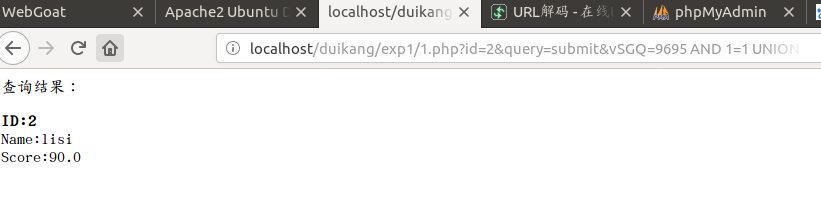 WebGoat
Apache2 Ubuntu D
localhost/duikang/
URL解码 - 在线
phpMyAdmin
localhost/duikang/exp1/1.php?id=2&query=submit&vSGQ=9695 AND 1=1 UNION
查询结果：
ID:2
Name:lisi
Score:90.0